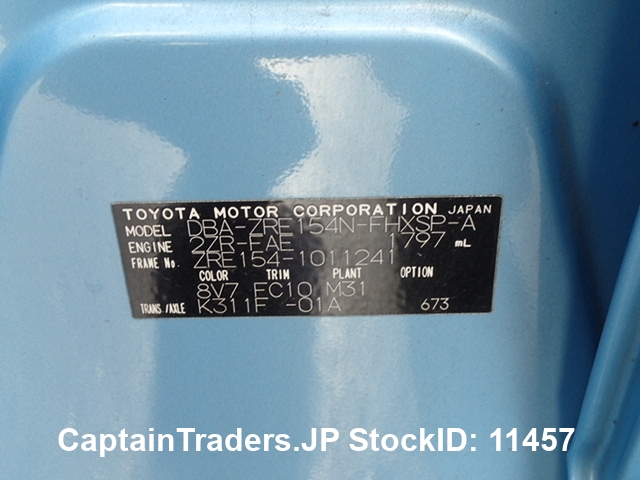 TOYOTA MOTOR CORPORATION JAPAN
MODEL DBA-ZRE154N-FHXSP-A
ENGINE 2ZR-FAE 1797 mL
FRAME No. ZRE154-1011241
COLOR TRIM PLANT OPTION
8V7 FC10 M31
TRANS./AXLE K311F -01A 673
CaptainTraders.JP StockID: 11457